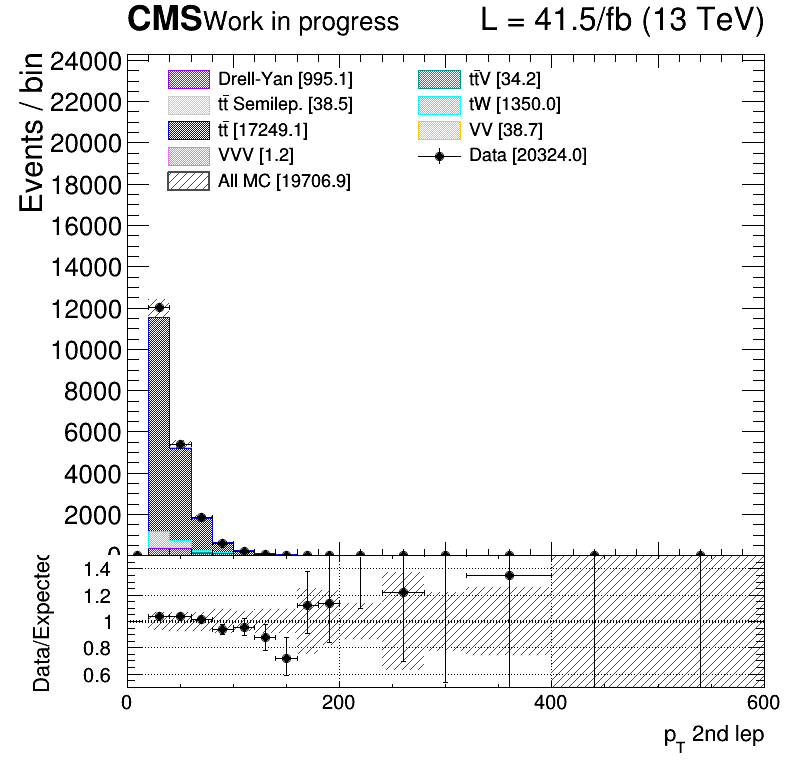 CMS Work in progress L = 41.5/fb (13 TeV)
Events / bin
24000
22000
20000
18000
16000
14000
12000
10000
8000
6000
4000
2000
0
Drell-Yan [995.1]
tt̄ Semilep. [38.5]
tt̄ [17249.1]
VVV [1.2]
All MC [19706.9]
tt̄V [34.2]
tW [1350.0]
VV [38.7]
Data [20324.0]
Data/Expected
1.4
1.2
1
0.8
0.6
0 200 400 600
p_T 2nd lep